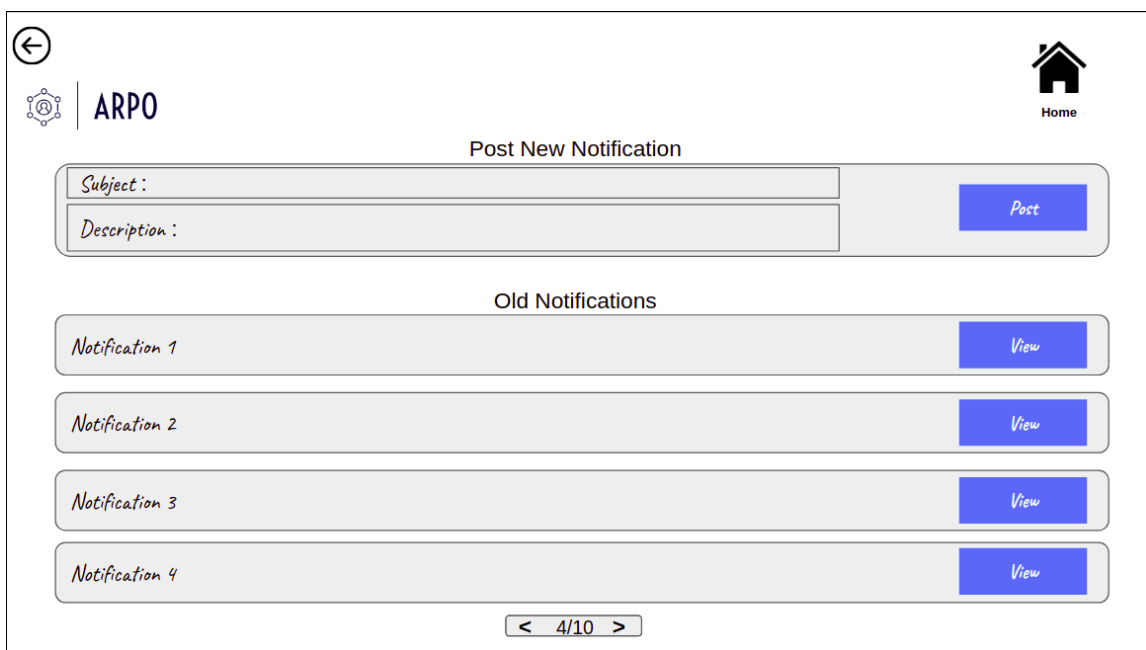 ARPO
Home
Post New Notification
Subject :
Description :
Post
Old Notifications
Notification 1
View
Notification 2
View
Notification 3
View
Notification 4
View
< 4/10 >